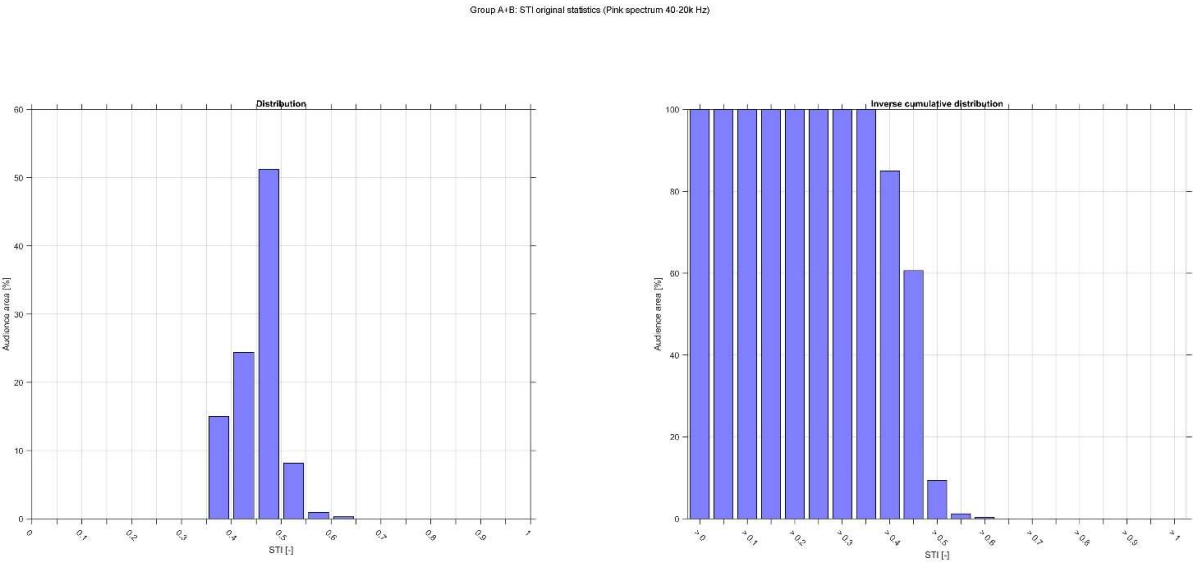 Group A+B: STI original statistics (Pink spectrum 40-20k Hz)
Distribution
60
50
40
30
20
10
0
Audience area [%]
0 0.1 0.2 0.3 0.4 0.5 0.6 0.7 0.8 0.9 1
STI [-]
Inverse cumulative distribution
100
80
60
40
20
0
Audience area [%]
> 0 > 0.1 > 0.2 > 0.3 > 0.4 > 0.5 > 0.6 > 0.7 > 0.8 > 0.9 > 1
STI [-]